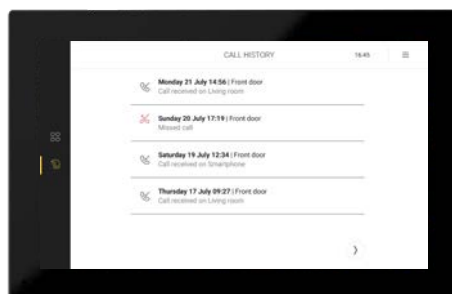 CALL HISTORY
16:45
Monday 21 July 14:56 | Front door
Call received on Living room
Sunday 20 July 17:19 | Front door
Missed call
Saturday 19 July 12:34 | Front door
Call received on Smartphone
Thursday 17 July 09:27 | Front door
Call received on Living room